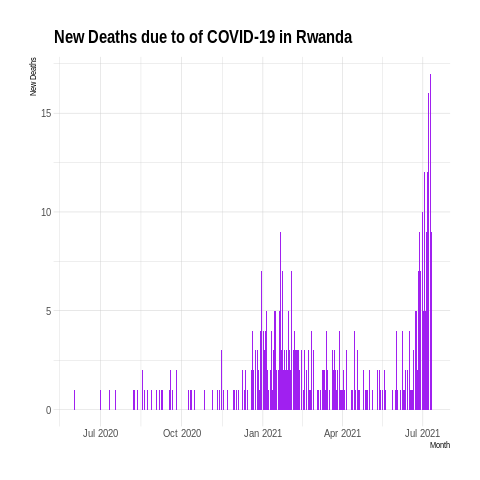 New Deaths due to of COVID-19 in Rwanda
New Deaths
15
10
5
0
Jul 2020 Oct 2020 Jan 2021 Apr 2021 Jul 2021
Month